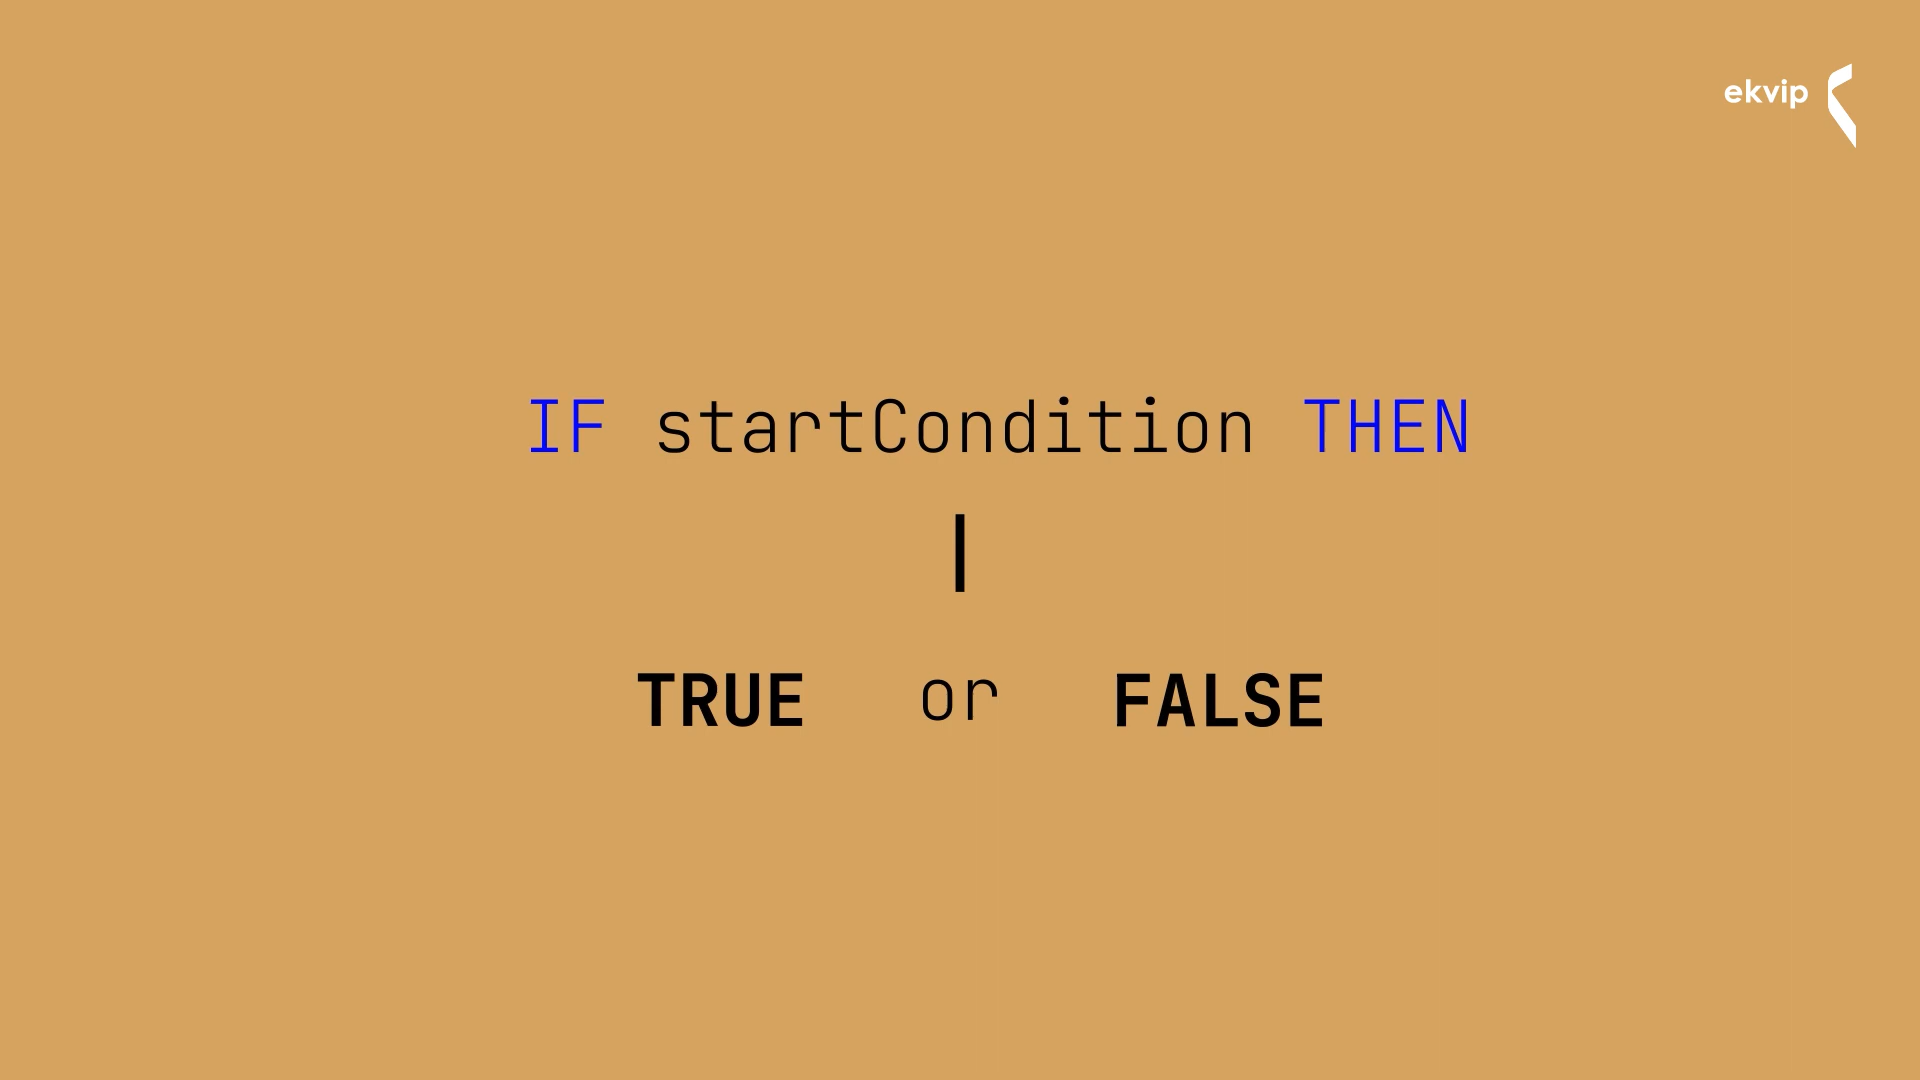 ekvip
IF startCondition THEN
TRUE or FALSE